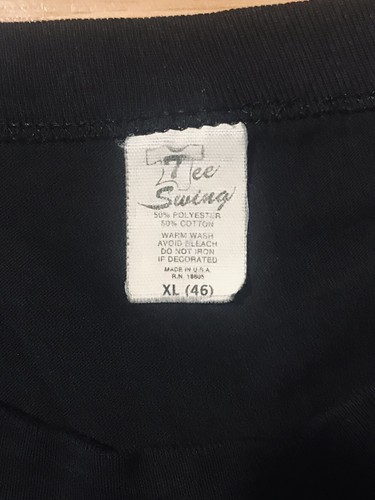 Tee
Swing
50% POLYESTER
50% COTTON
WARM WASH
AVOID BLEACH
DO NOT IRON
IF DECORATED
MADE IN U.S.A.
R.N. 18605
XL (46)